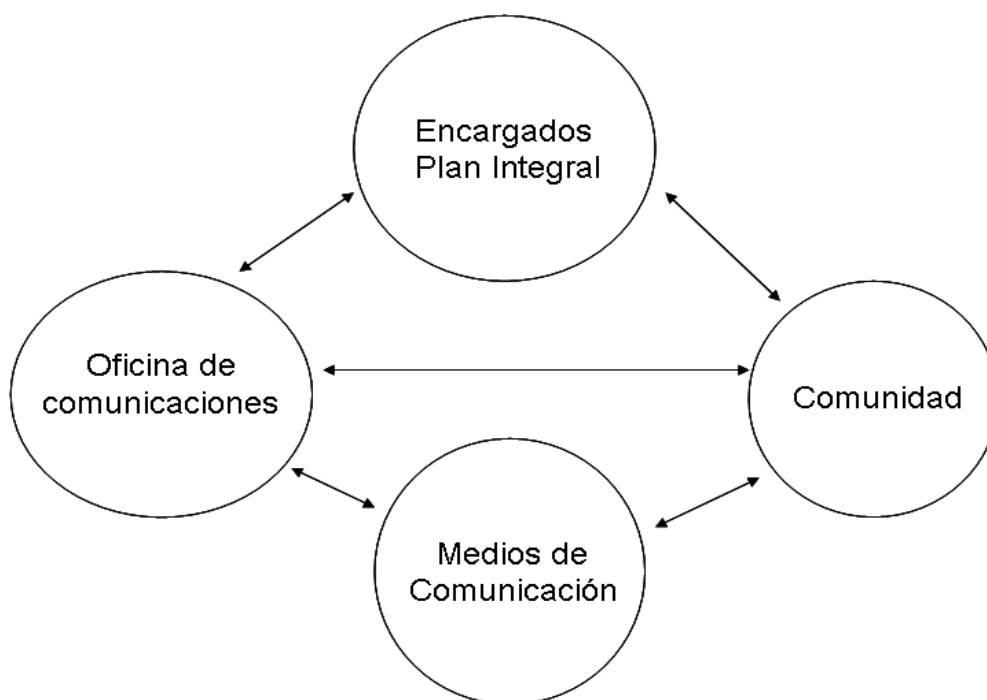 Encargados
Plan Integral
Oficina de
comunicaciones
Comunidad
Medios de
Comunicación